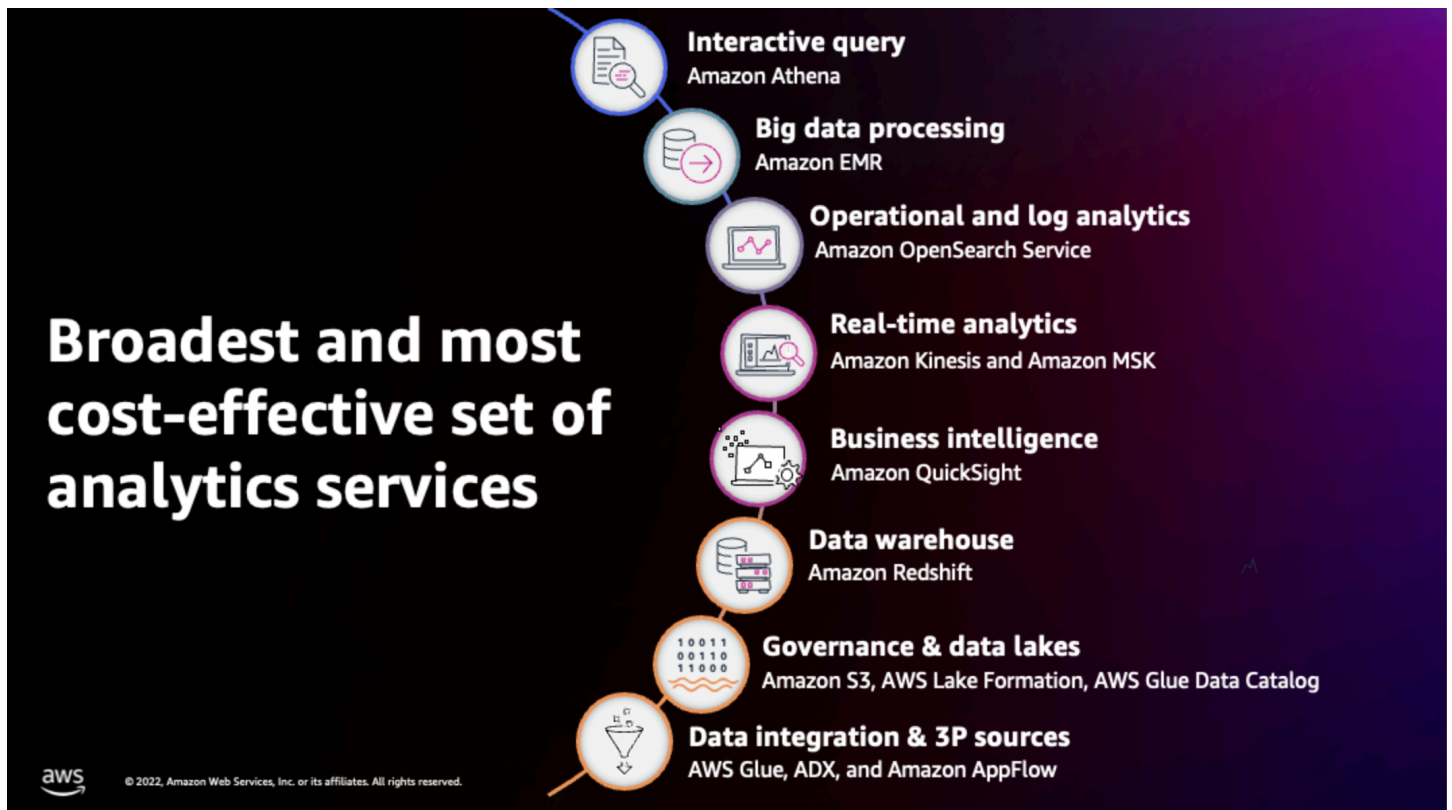 Interactive query
Amazon Athena
Big data processing
Amazon EMR
Operational and log analytics
Amazon OpenSearch Service
Real-time analytics
Amazon Kinesis and Amazon MSK
Broadest and most
cost-effective set of
analytics services
Business intelligence
Amazon QuickSight
Data warehouse
Amazon Redshift
10011
00110
11000
Governance & data lakes
Amazon S3, AWS Lake Formation, AWS Glue Data Catalog
Data integration & 3P sources
AWS Glue, ADX, and Amazon AppFlow
aws
© 2022, Amazon Web Services, Inc. or its affiliates. All rights reserved.